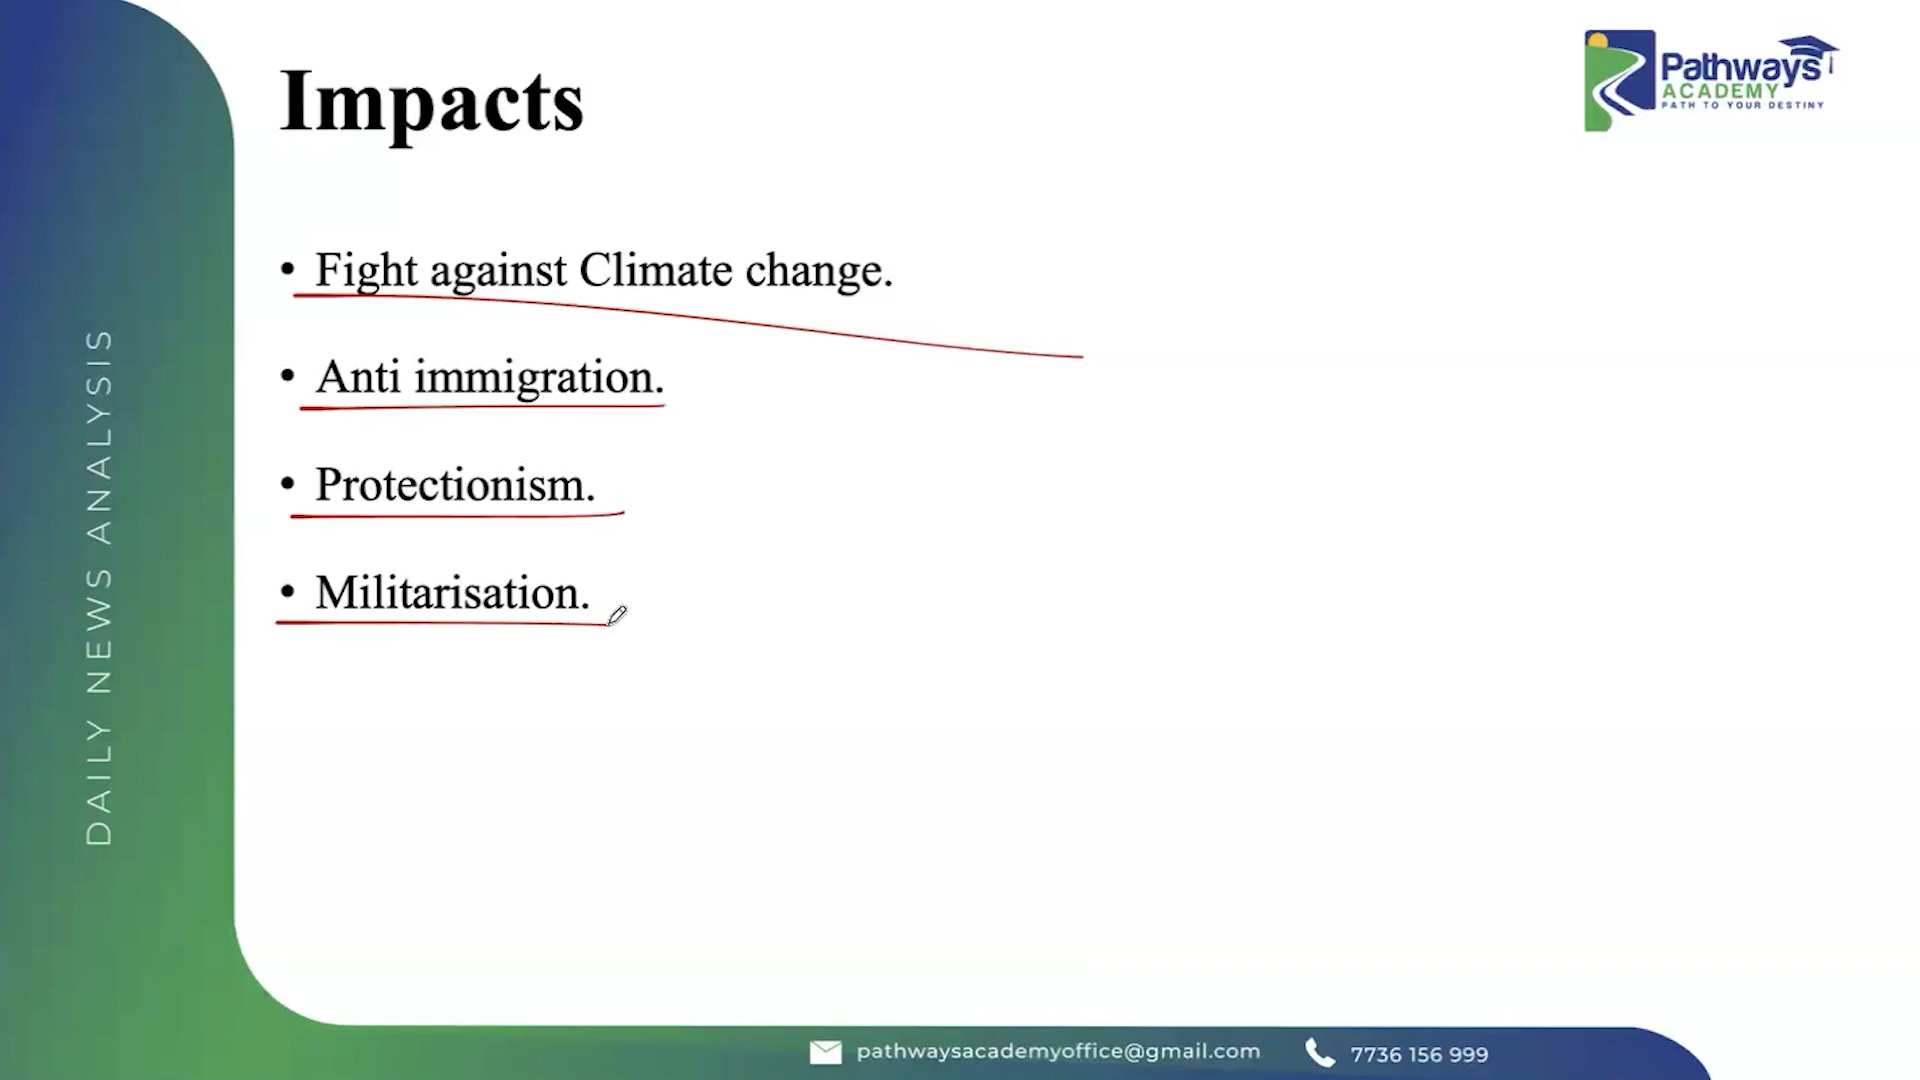 Impacts
Pathways
ACADEMY
PATH TO YOUR DESTINY
• Fight against Climate change.
• Anti immigration.
• Protectionism.
• Militarisation.
DAILY NEWS ANALYSIS
pathwaysacademyoffice@gmail.com
7736 156 999